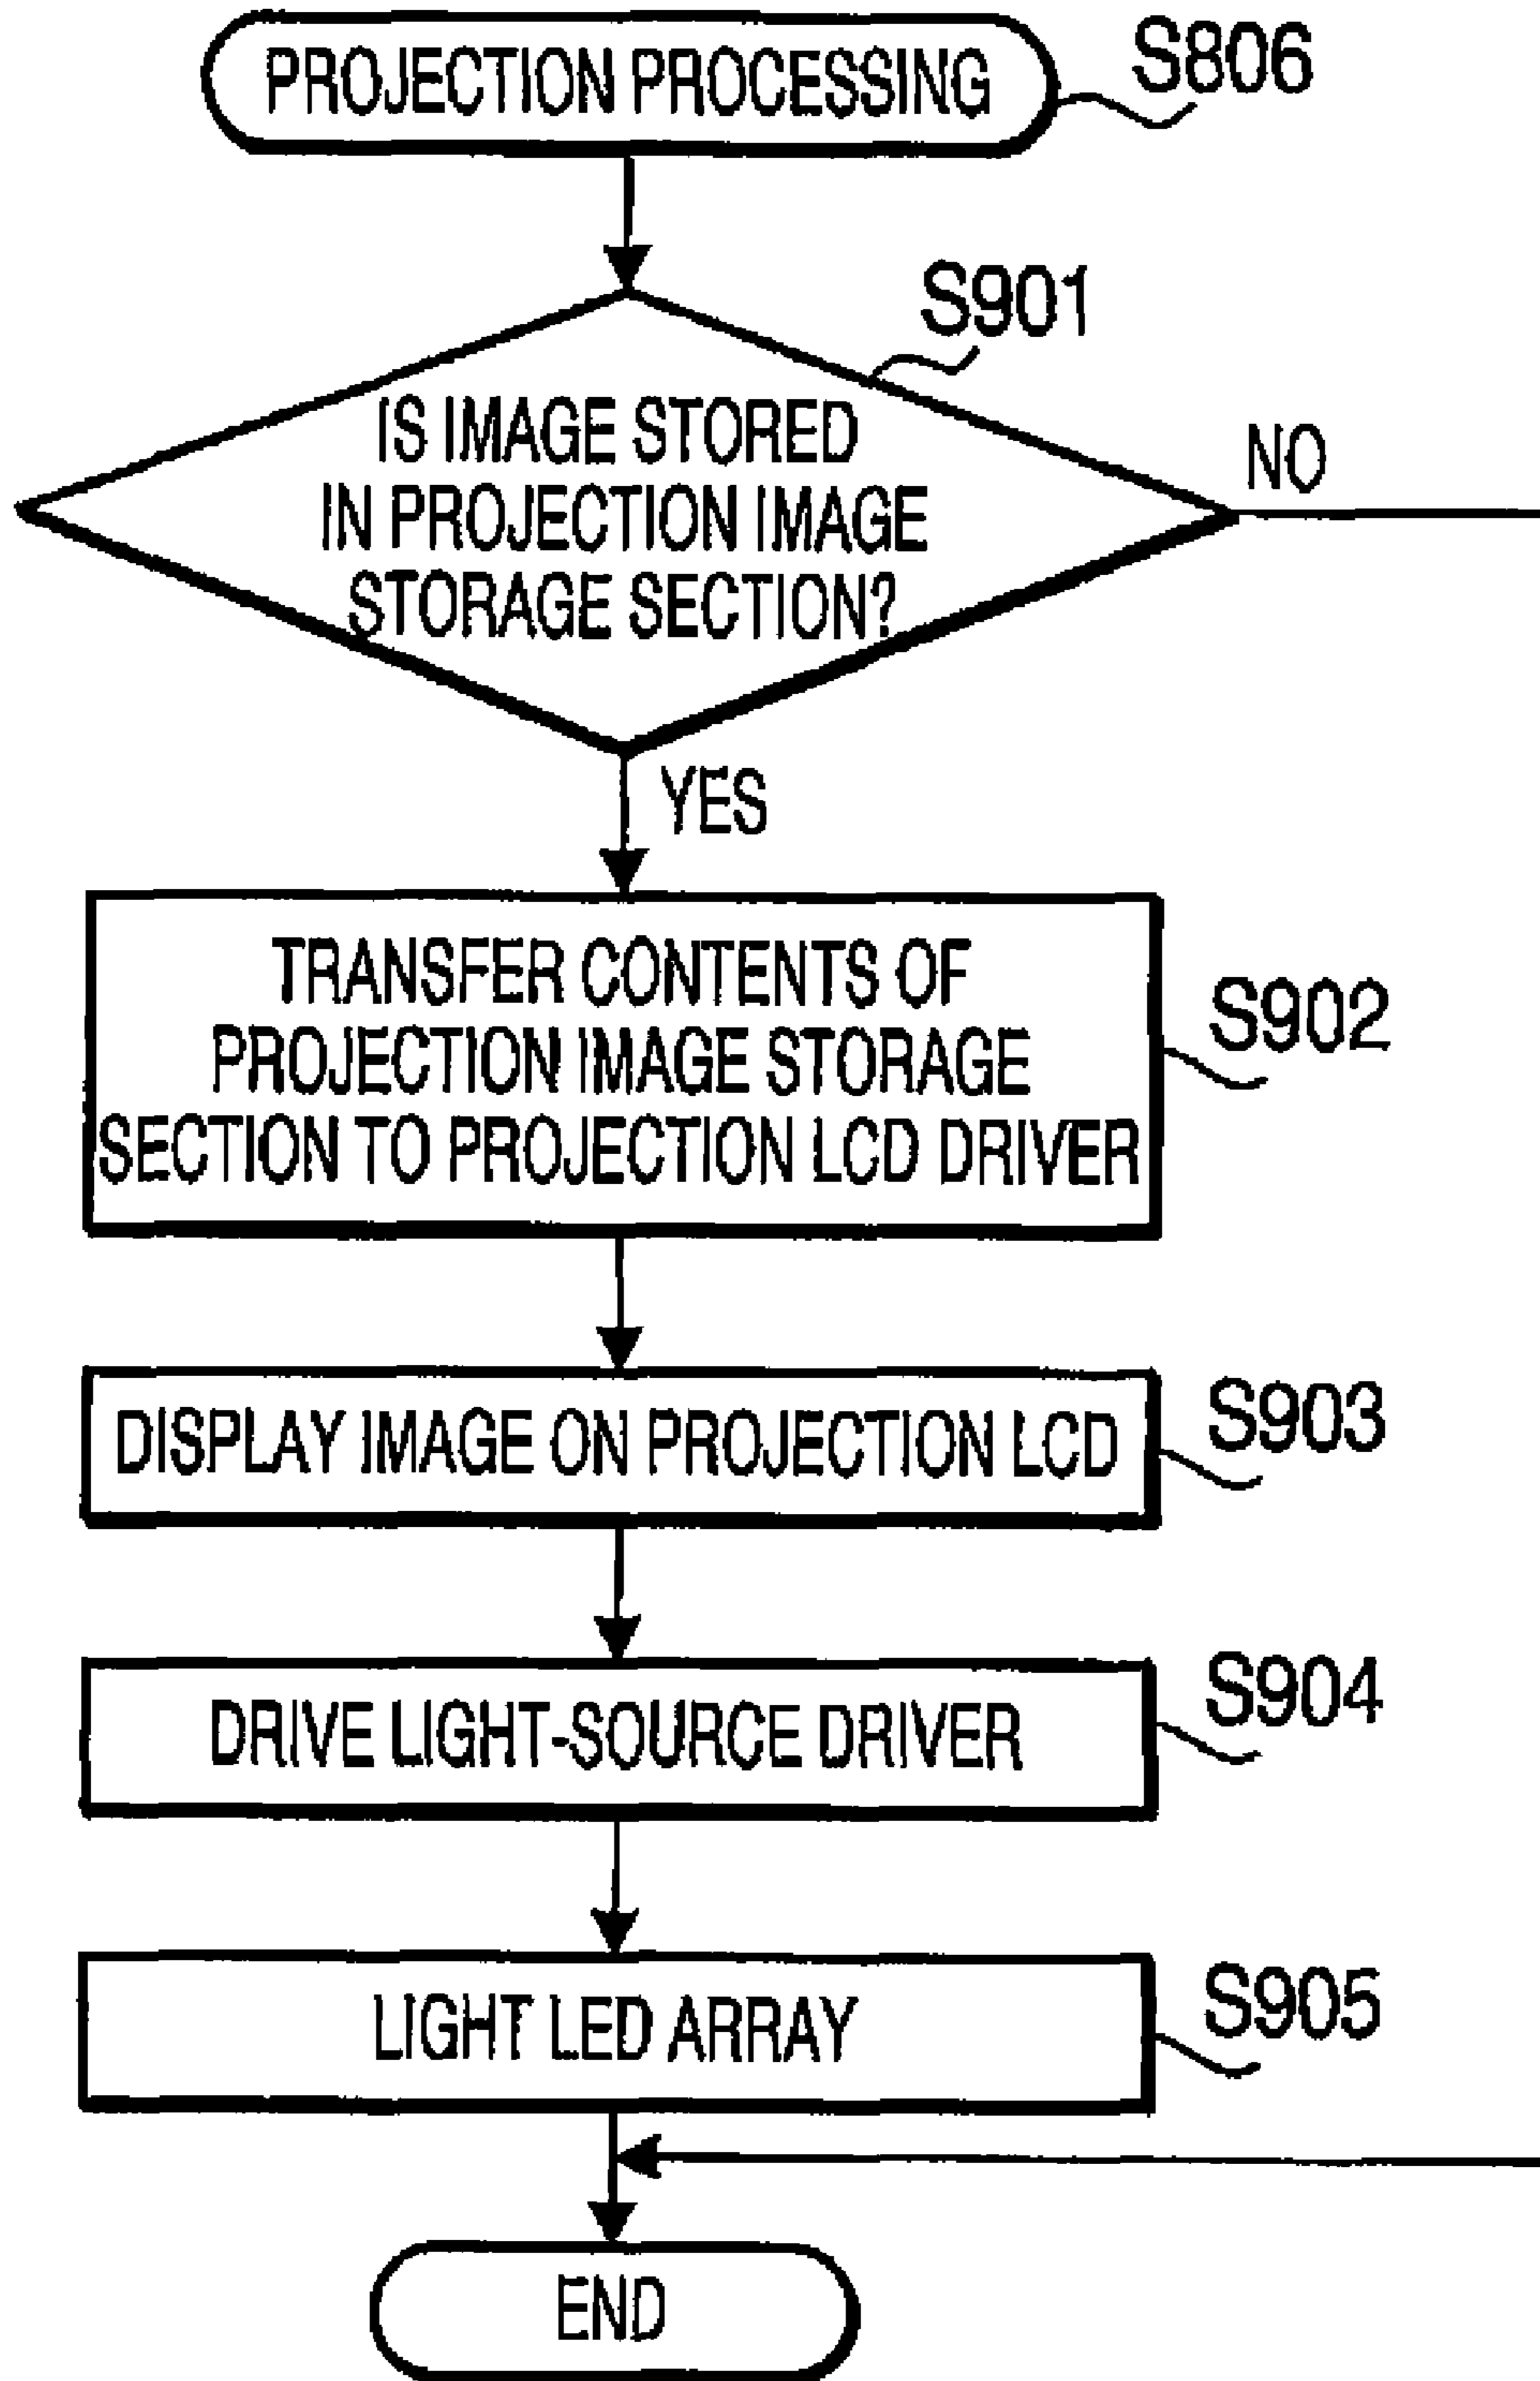 PROJECTION PROCESSING
S806
S901
IS IMAGE STORED
IN PROJECTION IMAGE
STORAGE SECTION?
NO
YES
TRANSFER CONTENTS OF
PROJECTION IMAGE STORAGE
SECTION TO PROJECTION LCD DRIVER
S902
DISPLAY IMAGE ON PROJECTION LCD
S903
DRIVE LIGHT-SOURCE DRIVER
S904
LIGHT LED ARRAY
S905
END